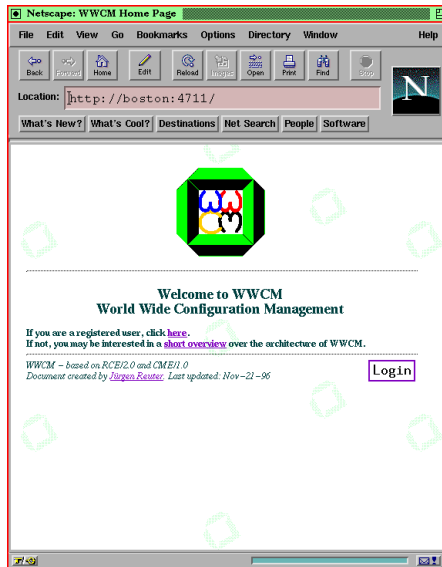 Netscape: WWCM Home Page
File Edit View Go Bookmarks Options Directory Window Help
Back Forward Home Edit Reload Images Open Print Find Stop
N
Location: http://boston:4711/
What's New? What's Cool? Destinations Net Search People Software
WWCM
Welcome to WWCM
World Wide Configuration Management
If you are a registered user, click here.
If not, you may be interested in a short overview over the architecture of WWCM.
WWCM – based on RCE/2.0 and CME/1.0
Document created by Jürgen Reuter. Last updated: Nov–21–96
Login